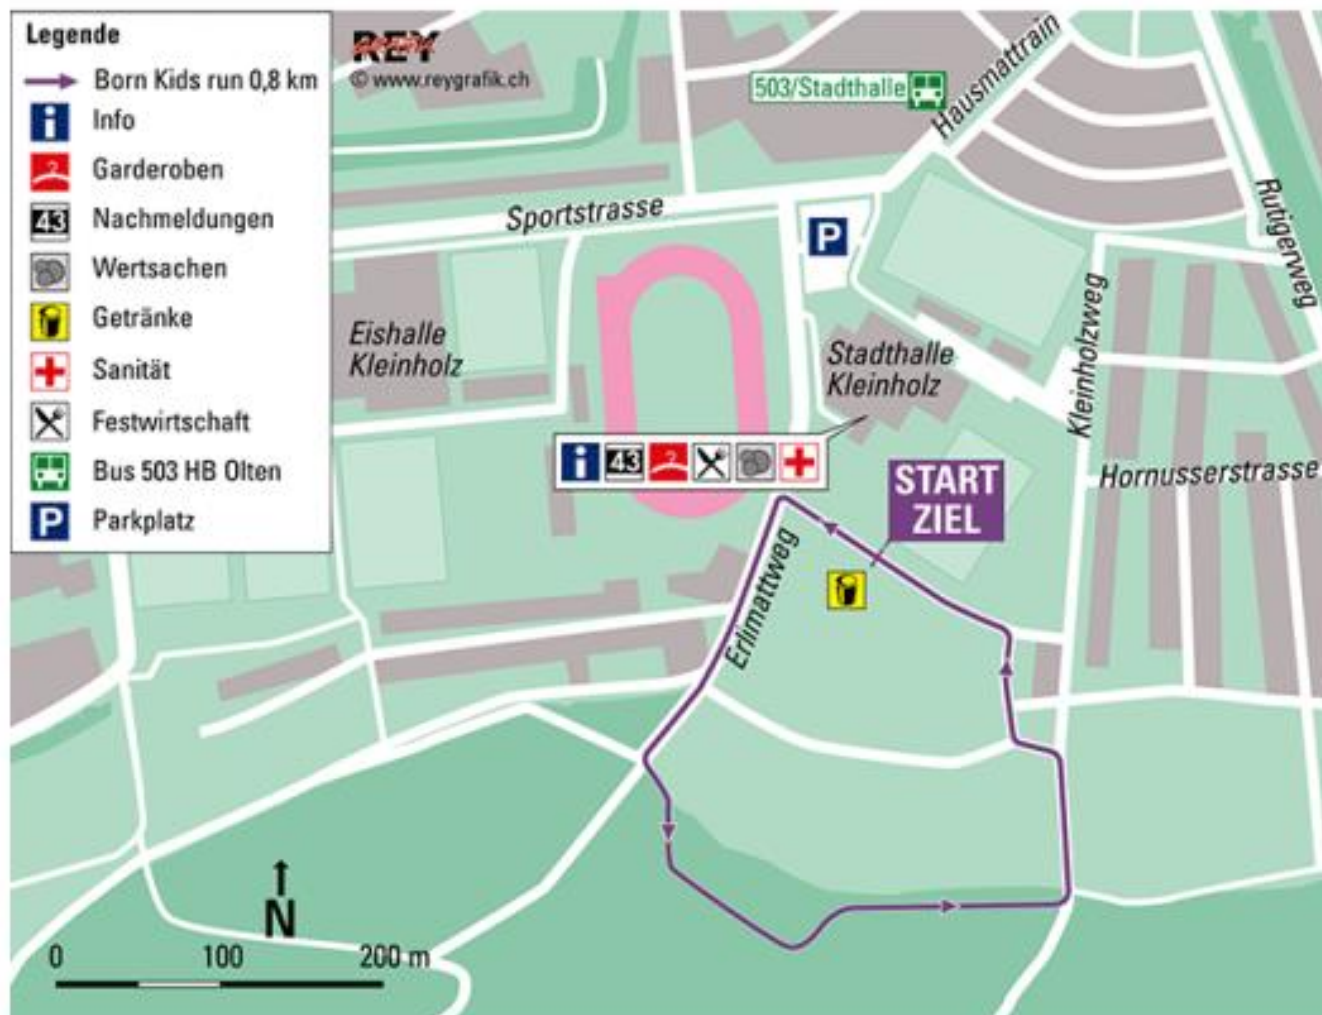 Legende
Born Kids run 0,8 km
Info
Garderoben
43
Nachmeldungen
Wertsachen
Getränke
Sanität
Festwirtschaft
Bus 503 HB Olten
P
Parkplatz
REY
© www.reygrafik.ch
503/Stadthalle
Hausmattrain
Rutigerweg
Sportstrasse
P
Eishalle
Kleinholz
Stadthalle
Kleinholz
Kleinholzweg
43
Hornusserstrasse
START
ZIEL
Erlimattweg
N
0 100 200 m